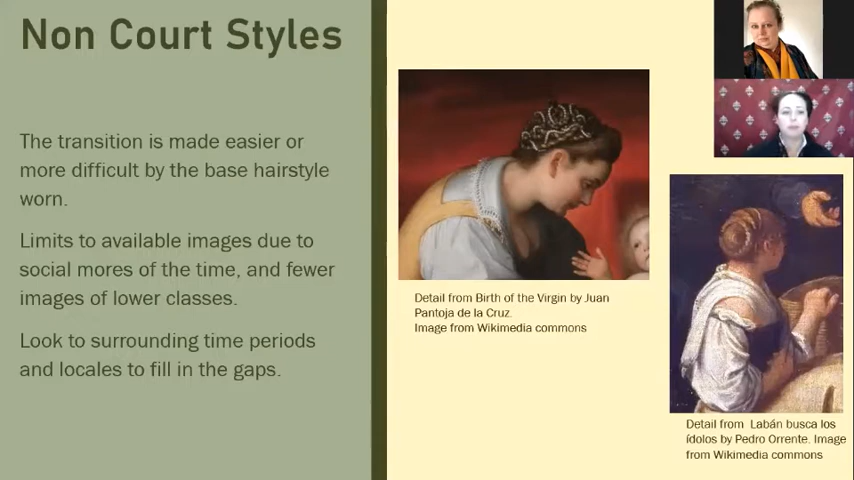 Non Court Styles
The transition is made easier or
more difficult by the base hairstyle
worn.
Limits to available images due to
social mores of the time, and fewer
images of lower classes.
Look to surrounding time periods
and locales to fill in the gaps.
Detail from Birth of the Virgin by Juan
Pantoja de la Cruz.
Image from Wikimedia commons
Detail from Labán busca los
ídolos by Pedro Orrente. Image
from Wikimedia commons